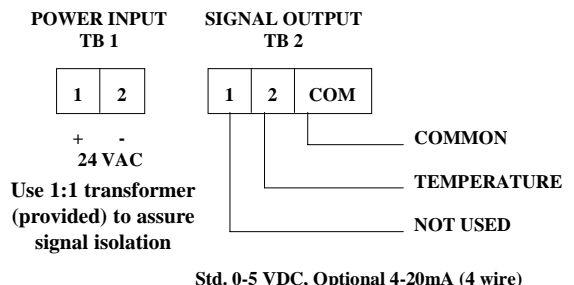 POWER INPUT
TB 1
1 2
+ -
24 VAC
Use 1:1 transformer
(provided) to assure
signal isolation
SIGNAL OUTPUT
TB 2
1 2 COM
COMMON
TEMPERATURE
NOT USED
Std. 0-5 VDC, Optional 4-20mA (4 wire)